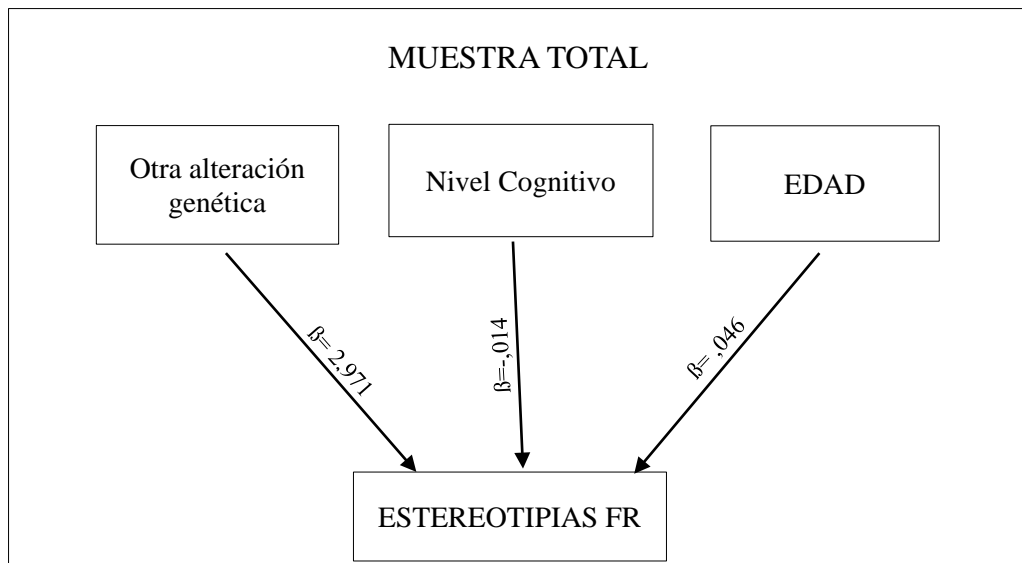 MUESTRA TOTAL
Otra alteración
genética
Nivel Cognitivo
EDAD
ß= 2,971
ß=-,014
ß= ,046
ESTEREOTIPIAS FR